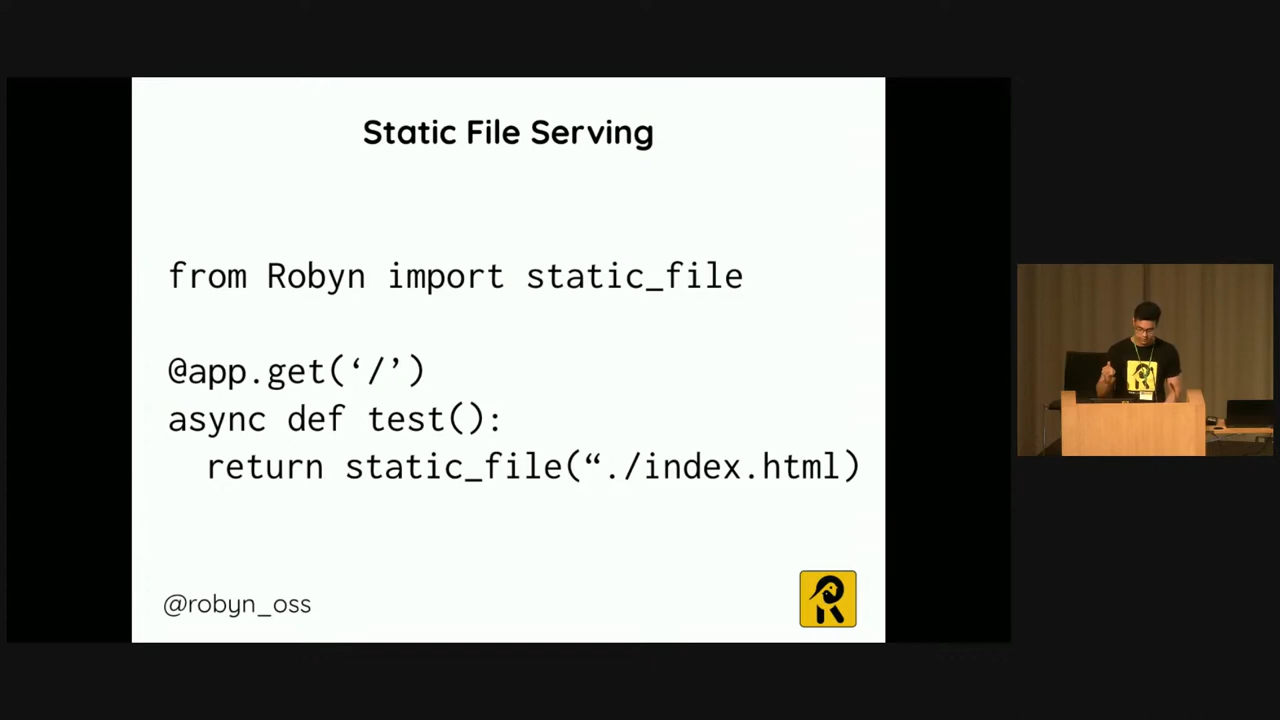 Static File Serving
from Robyn import static_file
@app.get(‘/’)
async def test():
return static_file(“./index.html)
@robyn_oss